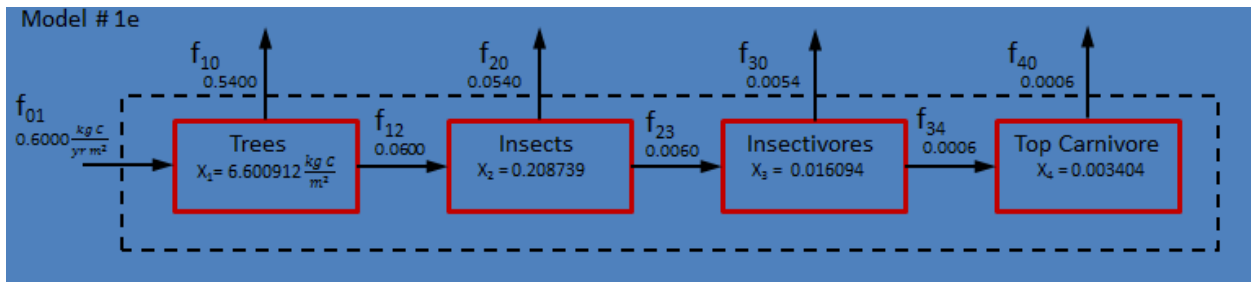 Model # 1e
f10
0.5400
f20
0.0540
f30
0.0054
f40
0.0006
f01
0.6000 kg C / yr m²
Trees
X₁= 6.600912 kg C / m²
f12
0.0600
Insects
X₂ = 0.208739
f23
0.0060
Insectivores
X₃ = 0.016094
f34
0.0006
Top Carnivore
X₄ = 0.003404